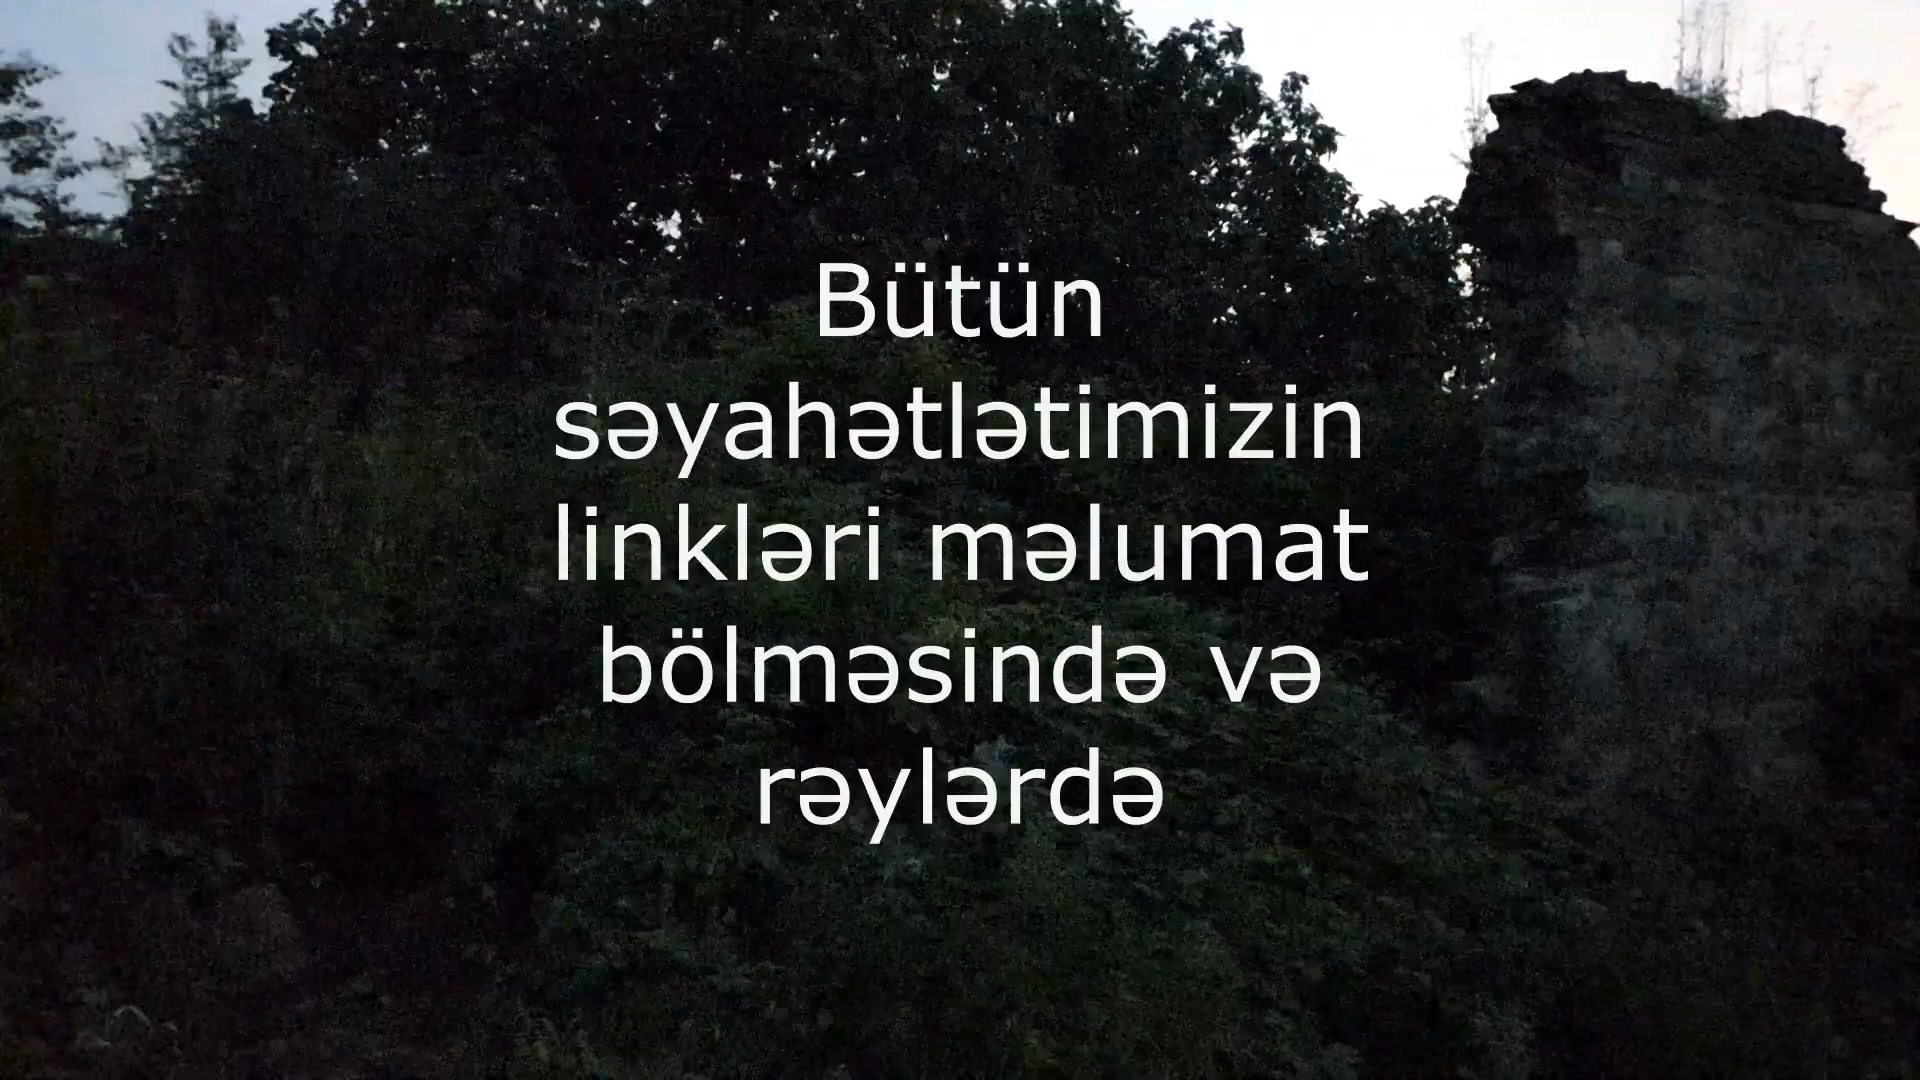 Bütün
səyahətlətimizin
linkləri məlumat
bölməsində və
rəylərdə